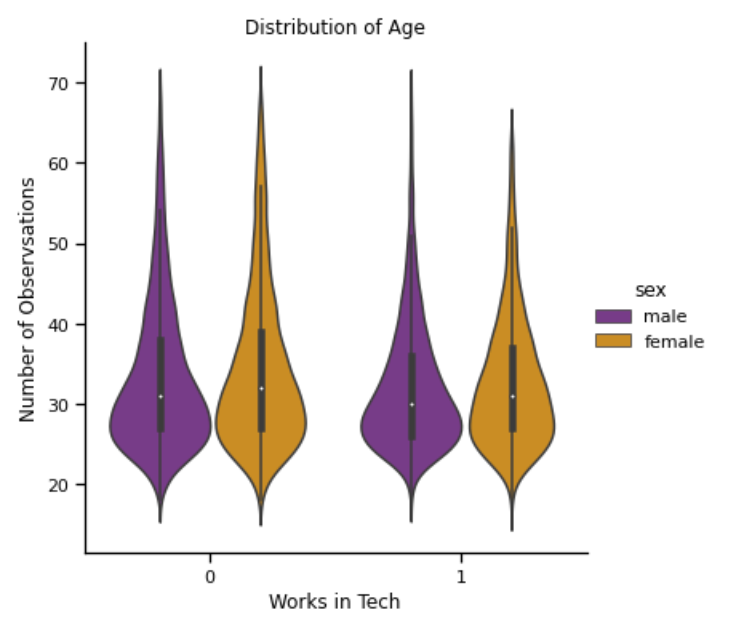 Distribution of Age
70
60
50
40
30
20
Number of Observsations
0
1
Works in Tech
sex
male
female